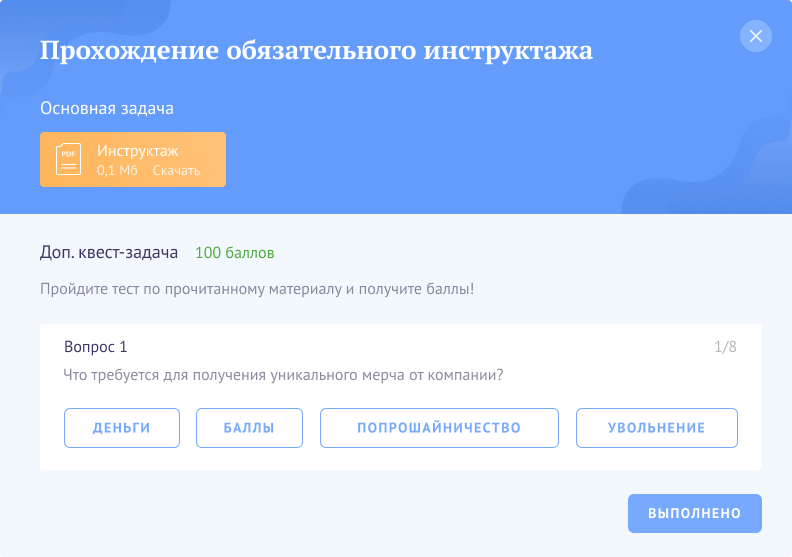 Прохождение обязательного инструктажа
Основная задача
PDF
Инструктаж
0,1 Мб Скачать
Доп. квест-задача 100 баллов
Пройдите тест по прочитанному материалу и получите баллы!
Вопрос 1 1/8
Что требуется для получения уникального мерча от компании?
ДЕНЬГИ БАЛЛЫ ПОПРОШАЙНИЧЕСТВО УВОЛЬНЕНИЕ
ВЫПОЛНЕНО